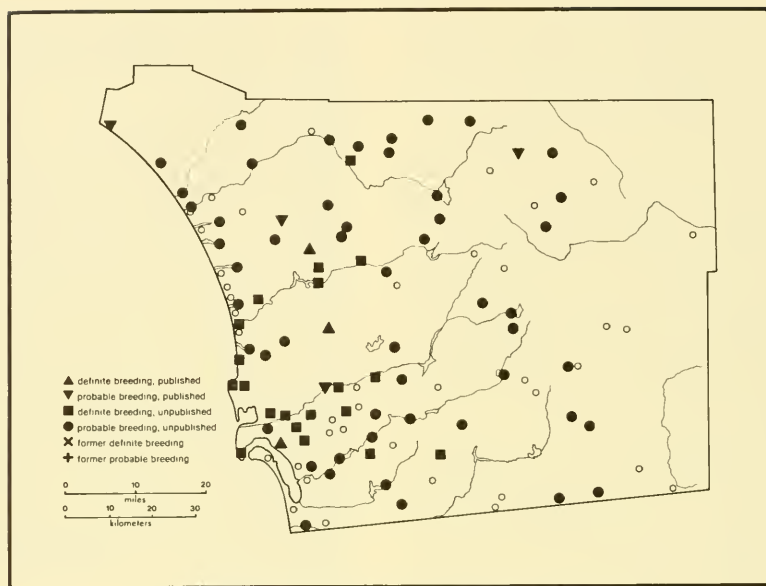 definite breeding, published
probable breeding, published
definite breeding, unpublished
probable breeding, unpublished
former definite breeding
former probable breeding
0 10 20
miles
0 10 20 30
kilometers